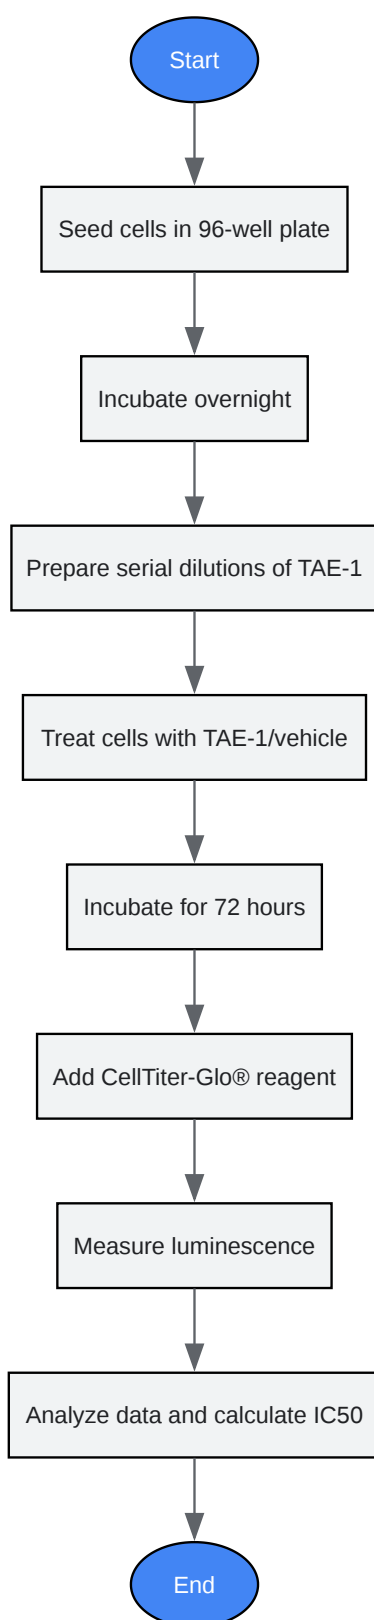 Start
Seed cells in 96-well plate
Incubate overnight
Prepare serial dilutions of TAE-1
Treat cells with TAE-1/vehicle
Incubate for 72 hours
Add CellTiter-Glo® reagent
Measure luminescence
Analyze data and calculate IC50
End